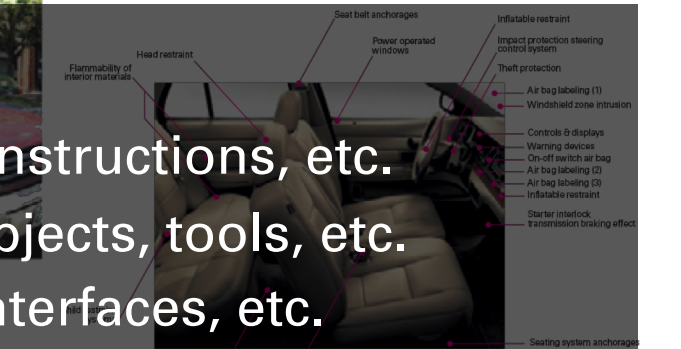 Seat belt anchorages
Inflatable restraint
Power operated
windows
Impact protection steering
control system
Head restraint
Theft protection
Flammability of
interior materials
Air bag labeling (1)
Windshield zone intrusion
Controls & displays
nstructions, etc.
Warning devices
On-off switch air bag
Air bag labeling (2)
Air bag labeling (3)
Inflatable restraint
Starter interlock
transmission braking effect
bjects, tools, etc.
nterfaces, etc.
Seating system anchorages